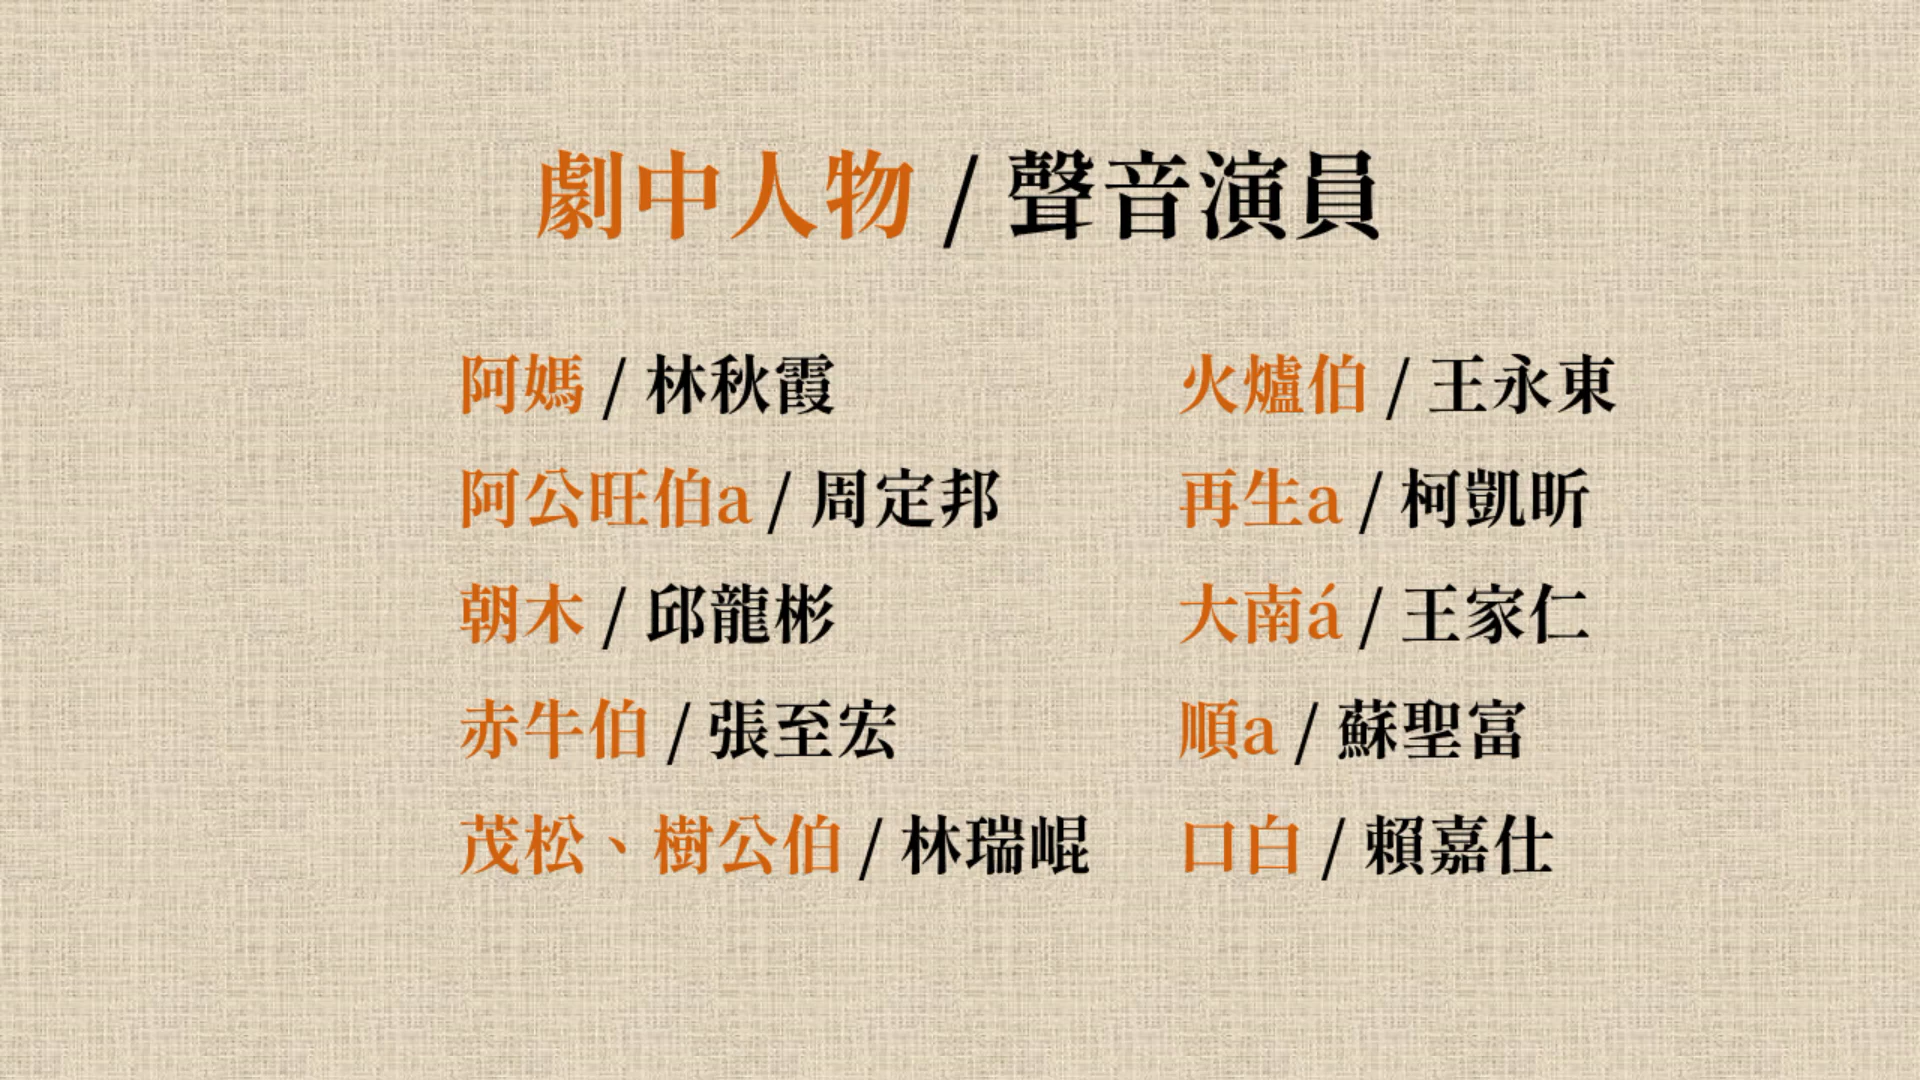 劇中人物 / 聲音演員
阿媽 / 林秋霞
阿公旺伯a / 周定邦
朝木 / 邱龍彬
赤牛伯 / 張至宏
茂松、樹公伯 / 林瑞崐
火爐伯 / 王永東
再生a / 柯凱昕
大南á / 王家仁
順a / 蘇聖富
口白 / 賴嘉仕